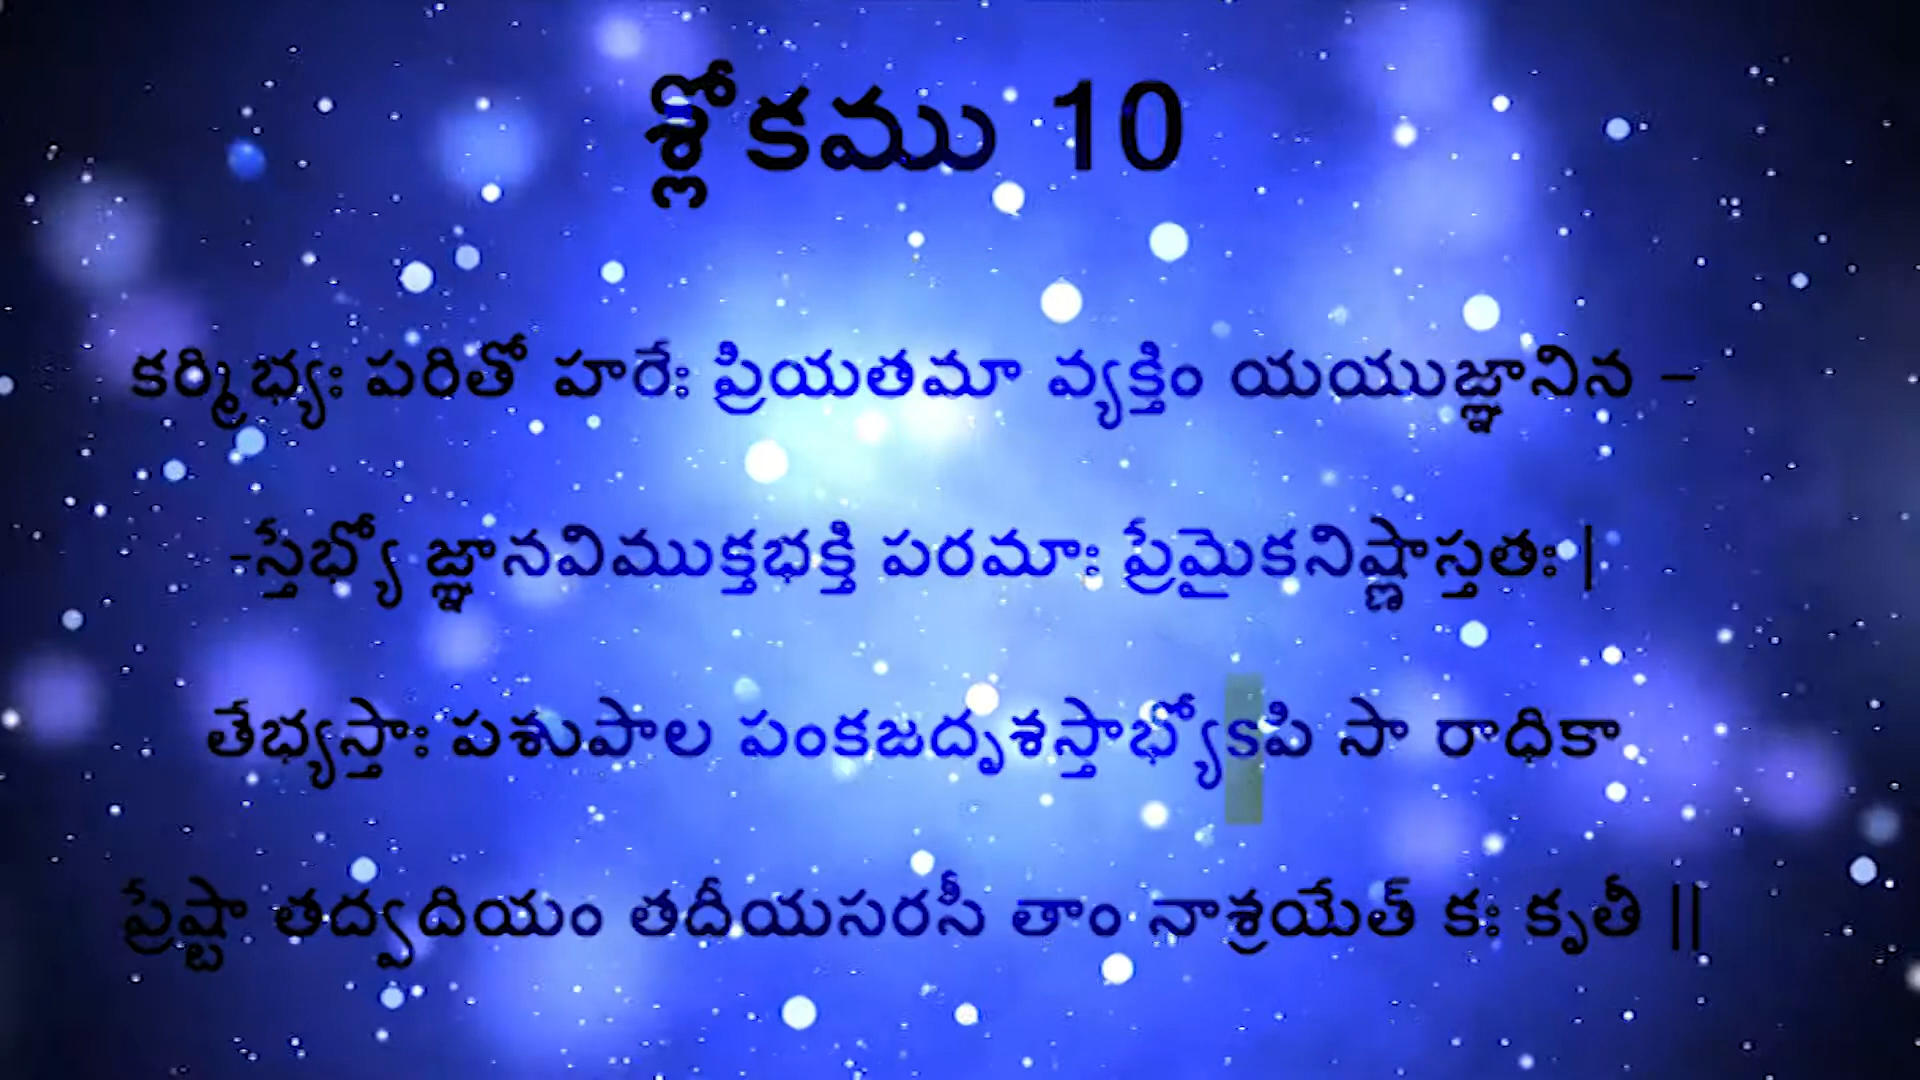 శ్లోకము 10
కర్మిభ్యః పరితో హరేః ప్రియతమా వ్యక్తిం యయుజ్ఞానిన –
-స్తేభ్యో జ్ఞానవిముక్తభక్తి పరమాః ప్రేమైకనిష్ణాస్తతః |
తేభ్యస్తాః పశుపాల పంకజదృశస్తాభ్యోఽపి సా రాధికా
ప్రేష్టా తద్వదియం తదీయసరసీ తాం నాశ్రయేత్ కః కృతీ ||